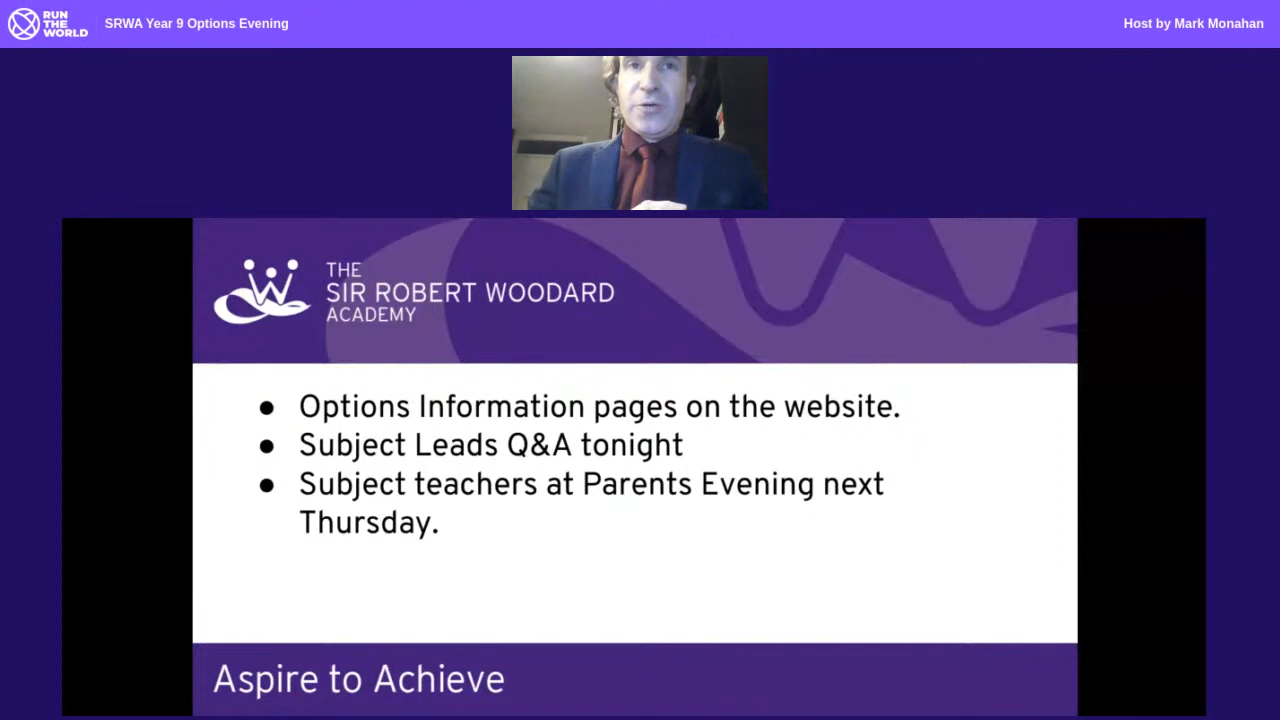 RUN
THE
WORLD
SRWA Year 9 Options Evening
Host by Mark Monahan
THE
SIR ROBERT WOODARD
ACADEMY
● Options Information pages on the website.
● Subject Leads Q&A tonight
● Subject teachers at Parents Evening next
Thursday.
Aspire to Achieve